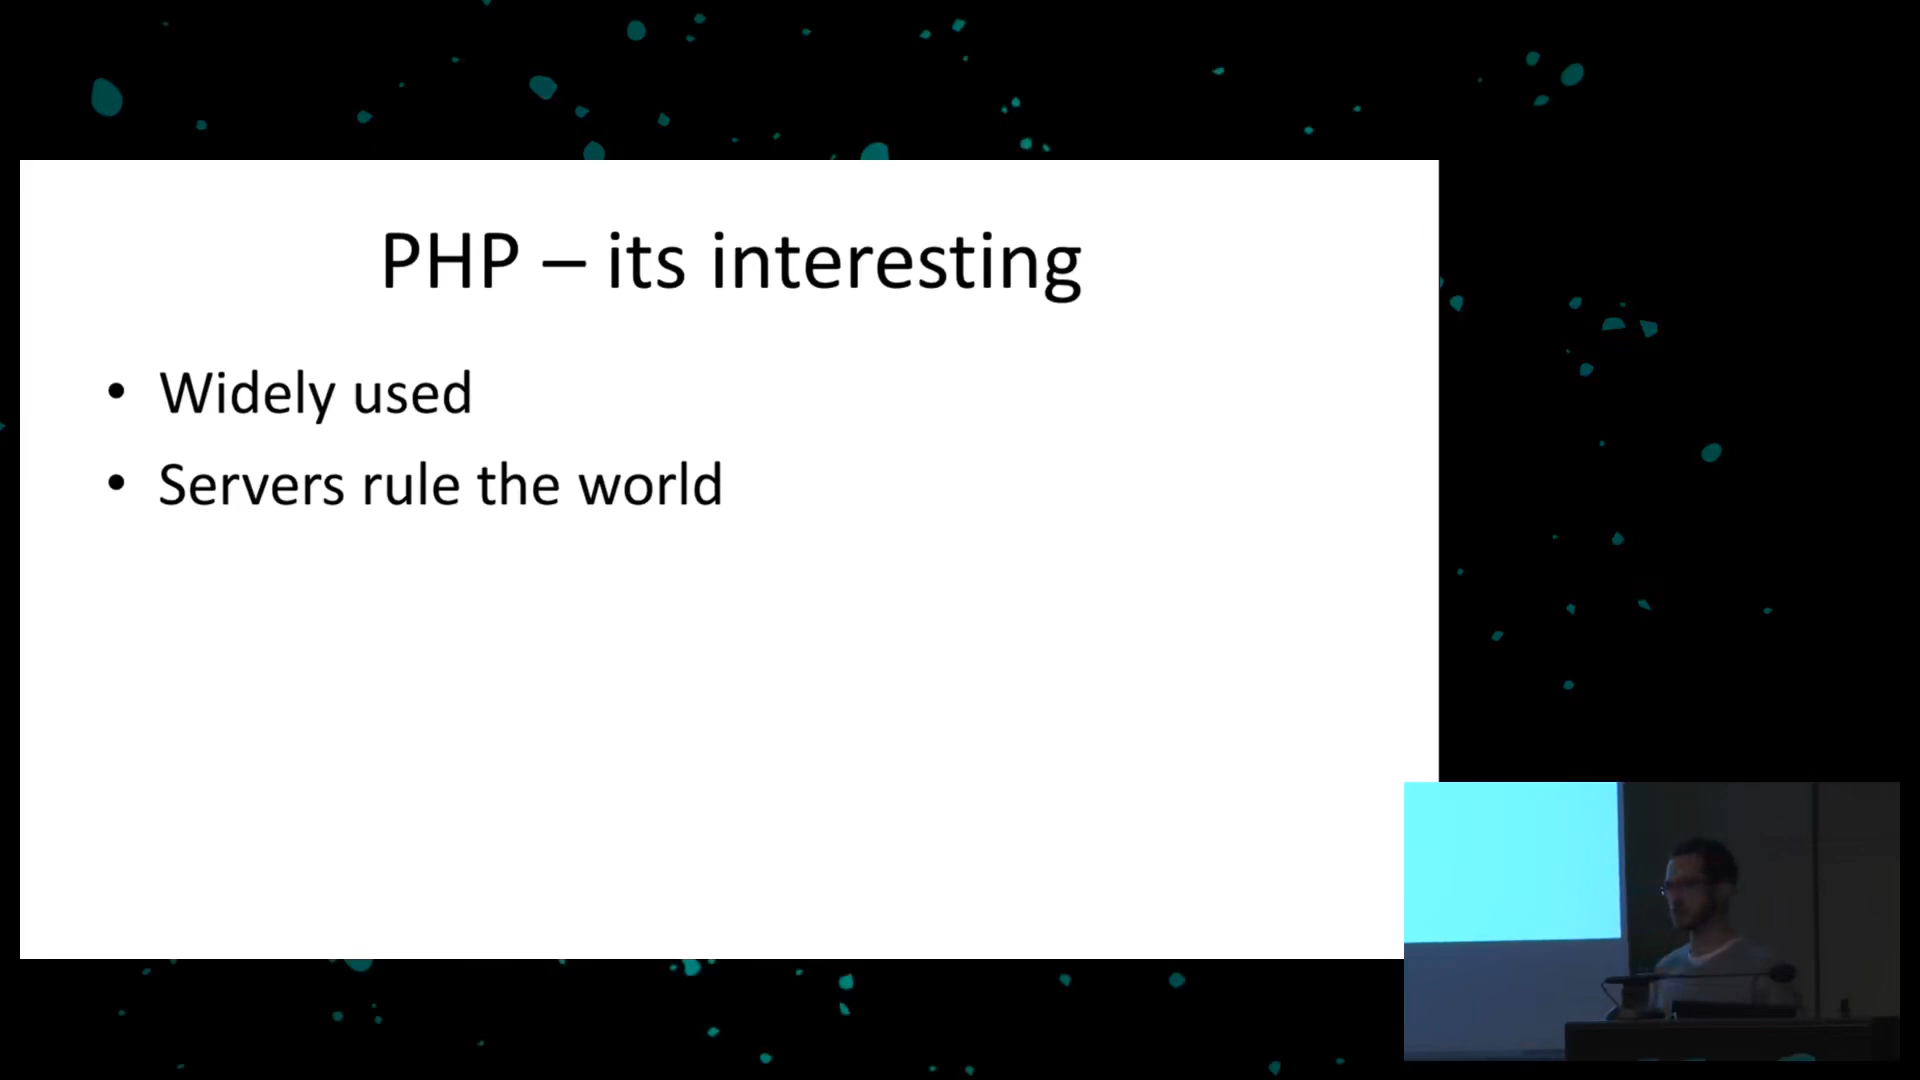 PHP – its interesting
• Widely used
• Servers rule the world